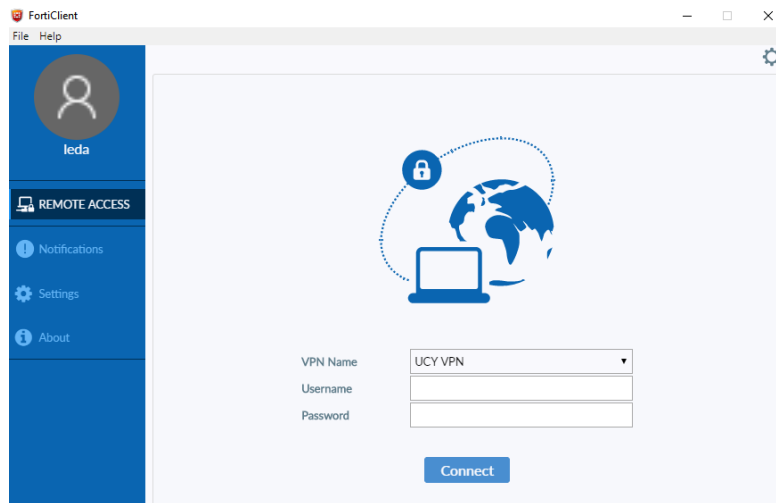 FortiClient
File Help
leda
REMOTE ACCESS
Notifications
Settings
About
VPN Name UCY VPN
Username
Password
Connect